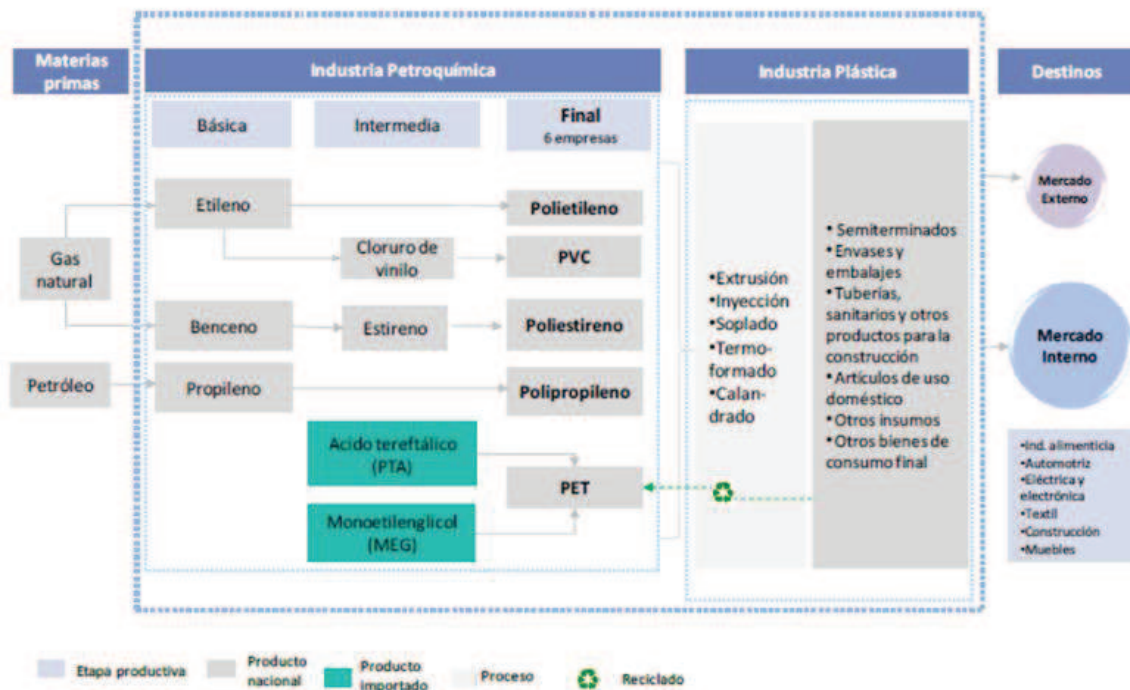 Materias
primas
Industria Petroquímica
Industria Plástica
Destinos
Básica
Intermedia
Final
6 empresas
Etileno
Polietileno
Gas
natural
Cloruro de
vinilo
PVC
Benceno
Estireno
Poliestireno
Petróleo
Propileno
Polipropileno
Acido tereftálico
(PTA)
PET
Monoetilenglicol
(MEG)
•Extrusión
•Inyección
•Soplado
•Termo-
formado
•Calan-
drado
• Semiterminados
• Envases y
embalajes
• Tuberías,
sanitarios y otros
productos para la
construcción
• Artículos de uso
doméstico
• Otros insumos
• Otros bienes de
consumo final
Mercado
Externo
Mercado
Interno
•Ind. alimenticia
•Automotriz
•Eléctrica y
electrónica
•Textil
•Construcción
•Muebles
Etapa productiva
Producto
nacional
Producto
importado
Proceso
Reciclado